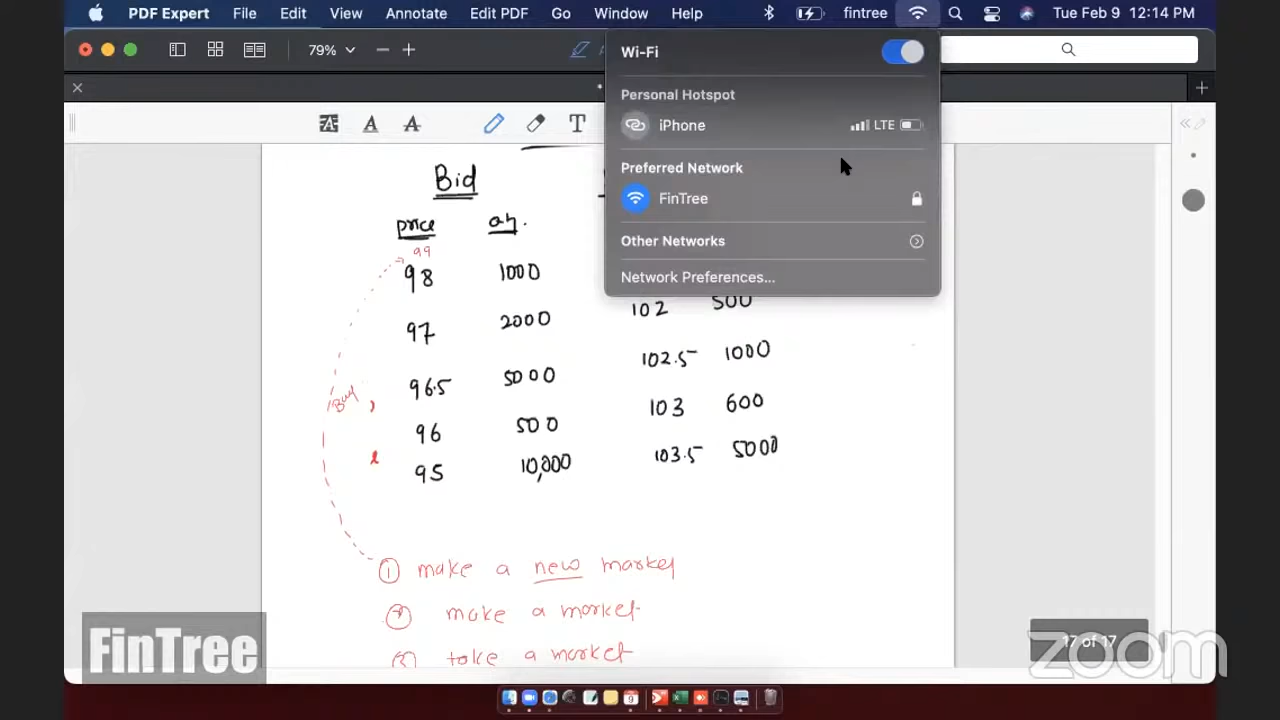 PDF Expert File Edit View Annotate Edit PDF Go Window Help fintree Tue Feb 9 12:14 PM
79%
Wi-Fi
Personal Hotspot
iPhone LTE
Preferred Network
FinTree
Other Networks
Network Preferences...
Bid
price
99
98 1000
97 2000 102 500
96.5 5000 102.5 1000
96 500 103 600
95 10,000 103.5 5000
① make a new market
make a market
take a market
FinTree
17 of 17
zoom